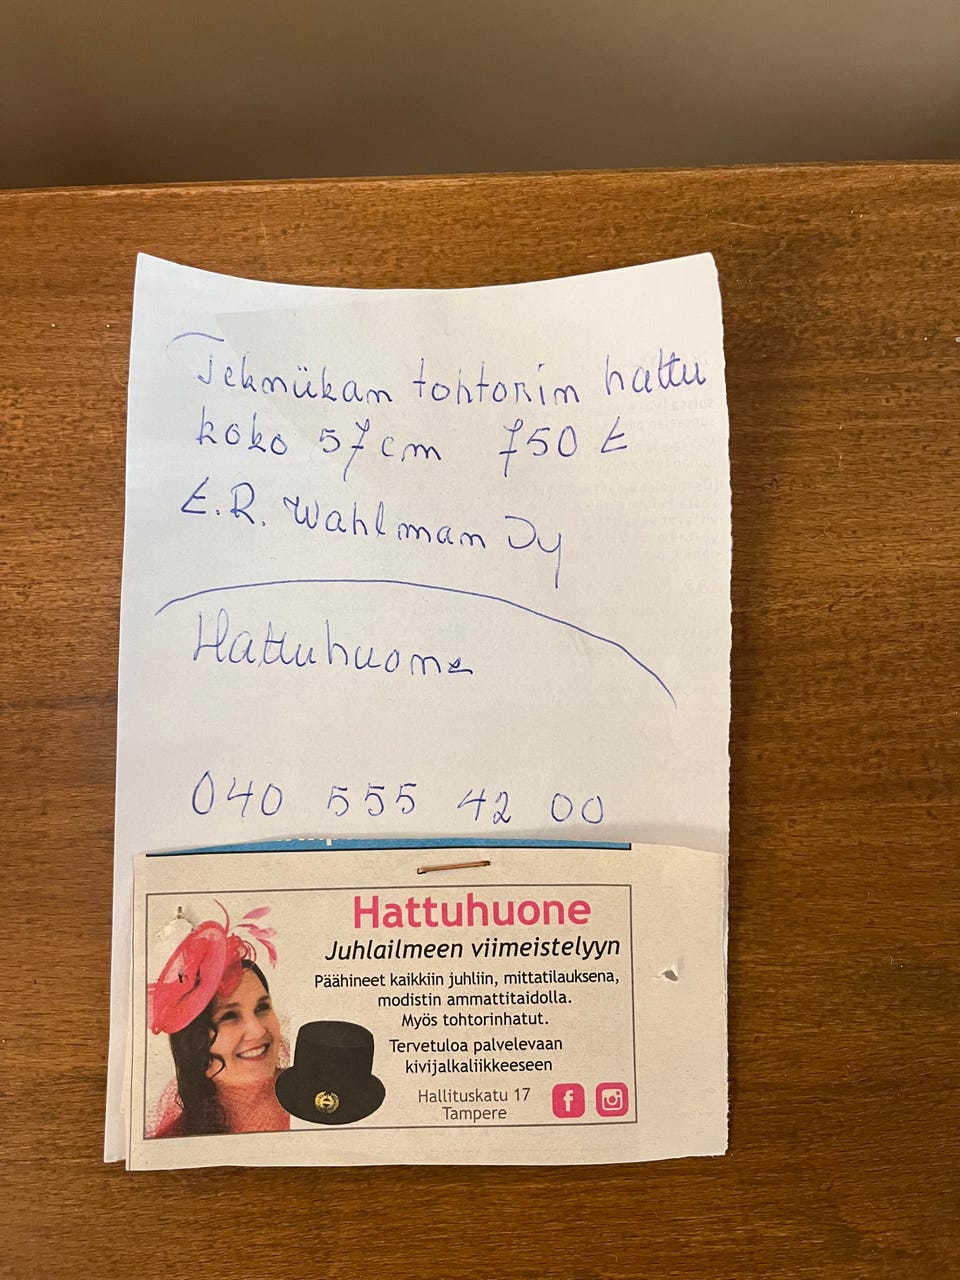 Tekniikan tohtorin hattu
koko 57 cm 750 €
E.R. Wahlman Oy
Hattuhuone
040 555 42 00
Hattuhuone
Juhlailmeen viimeistelyyn
Päähineet kaikkiin juhliin, mittatilauksena,
modistin ammattitaidolla.
Myös tohtorinhatut.
Tervetuloa palvelevaan
kivijalkaliikkeeseen
Hallituskatu 17
Tampere